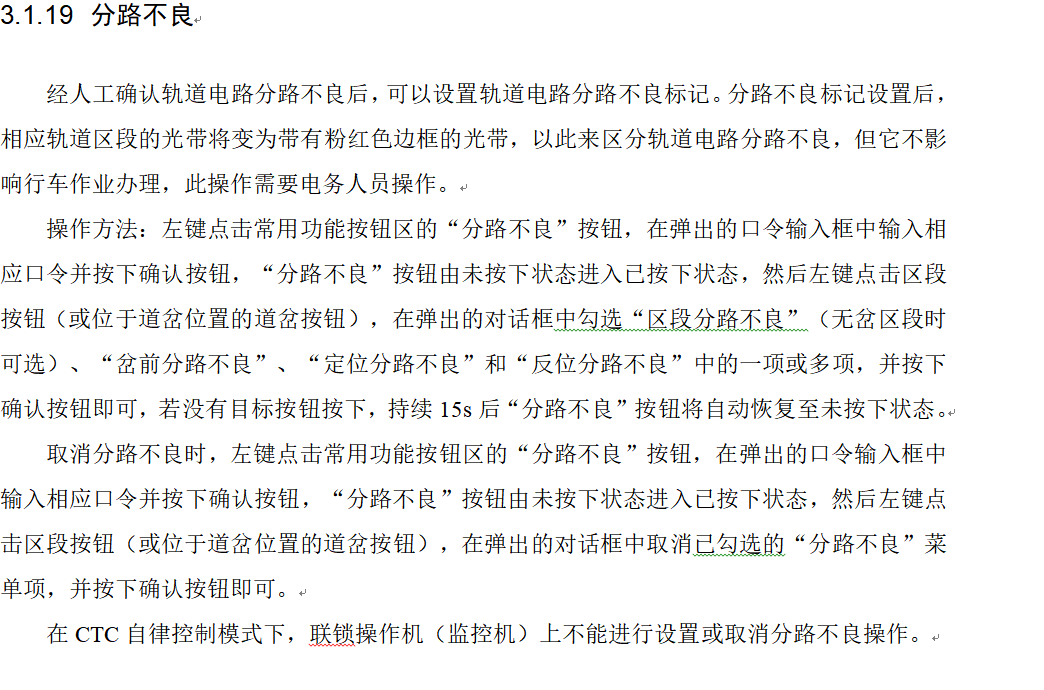 3.1.19 分路不良
经人工确认轨道电路分路不良后，可以设置轨道电路分路不良标记。分路不良标记设置后，
相应轨道区段的光带将变为带有粉红色边框的光带，以此来区分轨道电路分路不良，但它不影
响行车作业办理，此操作需要电务人员操作。
操作方法：左键点击常用功能按钮区的“分路不良”按钮，在弹出的口令输入框中输入相
应口令并按下确认按钮，“分路不良”按钮由未按下状态进入已按下状态，然后左键点击区段
按钮（或位于道岔位置的道岔按钮），在弹出的对话框中勾选“区段分路不良”（无岔区段时
可选）、“岔前分路不良”、“定位分路不良”和“反位分路不良”中的一项或多项，并按下
确认按钮即可，若没有目标按钮按下，持续 15s 后“分路不良”按钮将自动恢复至未按下状态。
取消分路不良时，左键点击常用功能按钮区的“分路不良”按钮，在弹出的口令输入框中
输入相应口令并按下确认按钮，“分路不良”按钮由未按下状态进入已按下状态，然后左键点
击区段按钮（或位于道岔位置的道岔按钮），在弹出的对话框中取消已勾选的“分路不良”菜
单项，并按下确认按钮即可。
在 CTC 自律控制模式下，联锁操作机（监控机）上不能进行设置或取消分路不良操作。